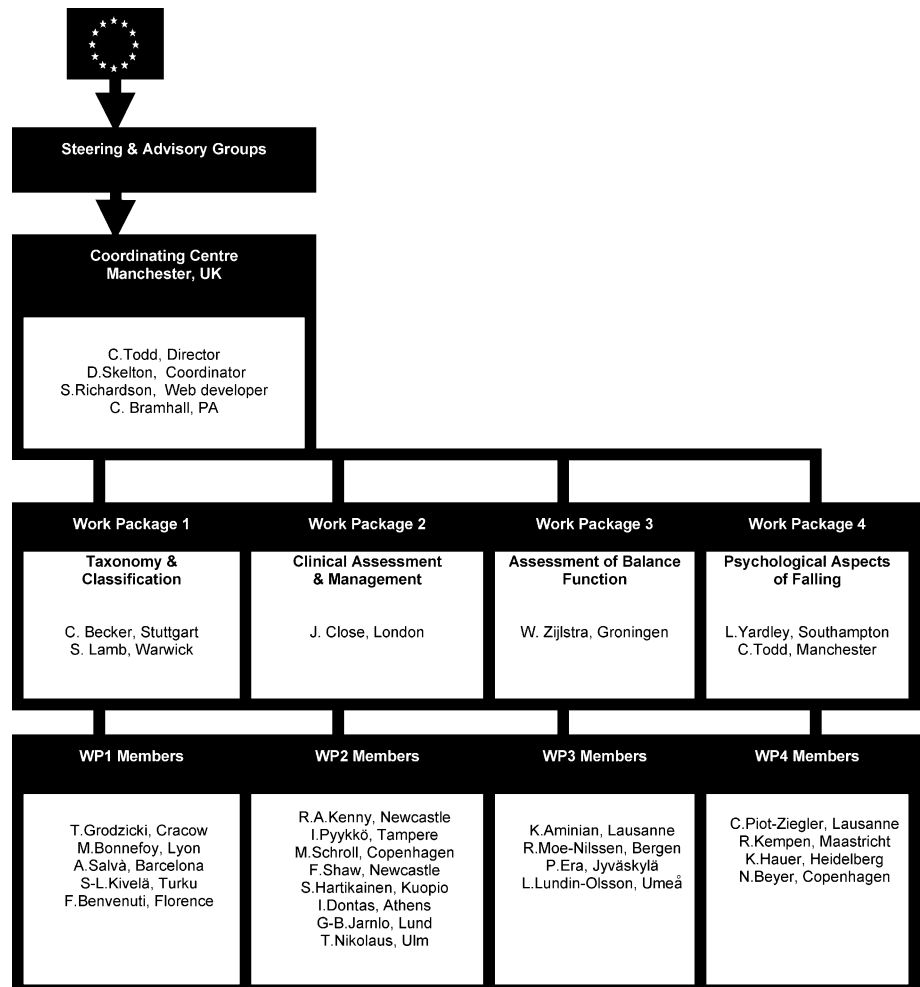 Steering & Advisory Groups
Coordinating Centre
Manchester, UK
C.Todd, Director
D.Skelton, Coordinator
S.Richardson, Web developer
C. Bramhall, PA
Work Package 1
Taxonomy &
Classification
C. Becker, Stuttgart
S. Lamb, Warwick
Work Package 2
Clinical Assessment
& Management
J. Close, London
Work Package 3
Assessment of Balance
Function
W. Zijlstra, Groningen
Work Package 4
Psychological Aspects
of Falling
L.Yardley, Southampton
C.Todd, Manchester
WP1 Members
T.Grodzicki, Cracow
M.Bonnefoy, Lyon
A.Salvà, Barcelona
S-L.Kivelä, Turku
F.Benvenuti, Florence
WP2 Members
R.A.Kenny, Newcastle
I.Pyykkö, Tampere
M.Schroll, Copenhagen
F.Shaw, Newcastle
S.Hartikainen, Kuopio
I.Dontas, Athens
G-B.Jarnlo, Lund
T.Nikolaus, Ulm
WP3 Members
K.Aminian, Lausanne
R.Moe-Nilssen, Bergen
P.Era, Jyväskylä
L.Lundin-Olsson, Umeå
WP4 Members
C.Piot-Ziegler, Lausanne
R.Kempen, Maastricht
K.Hauer, Heidelberg
N.Beyer, Copenhagen